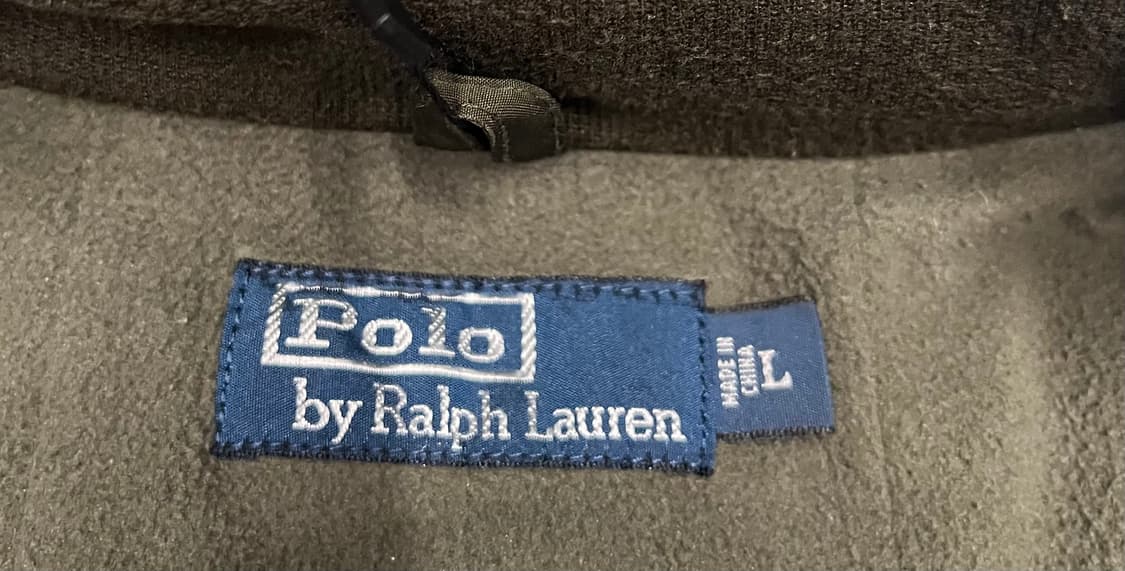 Polo
by Ralph Lauren
MADE IN
CHINA
L